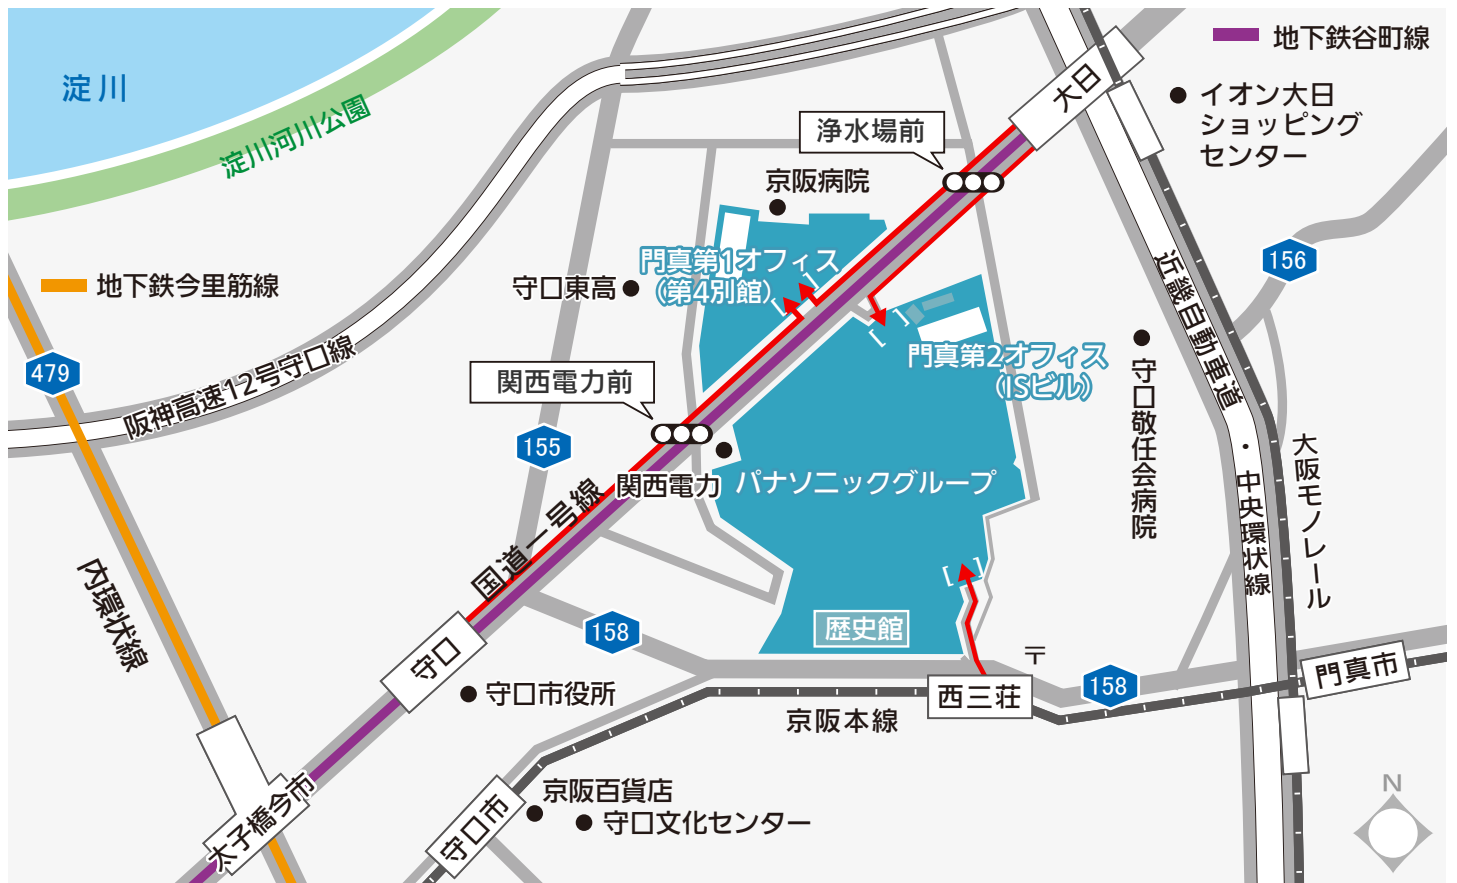 淀川
淀川河川公園
地下鉄谷町線
大日
イオン大日
ショッピング
センター
浄水場前
京阪病院
門真第1オフィス
(第4別館)
守口東高
地下鉄今里筋線
156
近畿自動車道・中央環状線
479
阪神高速12号守口線
関西電力前
門真第2オフィス
(ISビル)
守口敬任会病院
155
関西電力
パナソニックグループ
大阪モノレール
国道一号線
内環状線
158
歴史館
守口
〒
守口市役所
西三荘
158
門真市
京阪本線
京阪百貨店
守口文化センター
太子橋今市
守口市
N